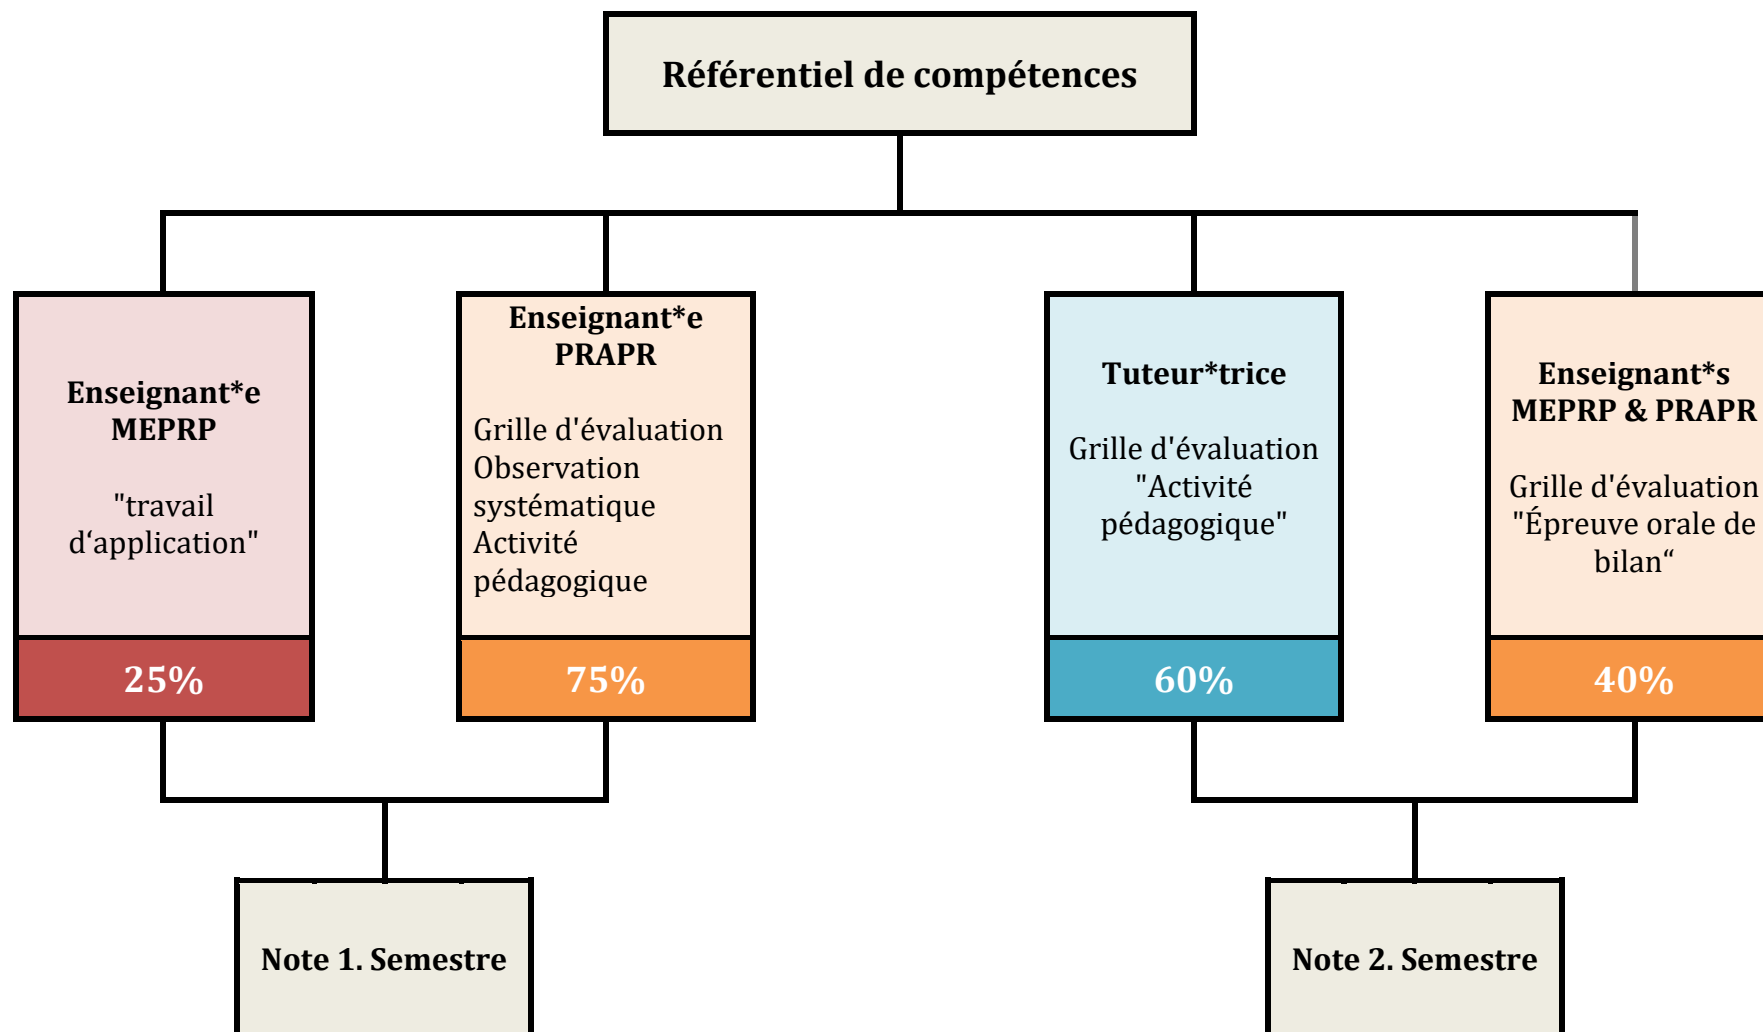 Référentiel de compétences
Enseignant*e
MEPRP
"travail
d‘application"
25%
Enseignant*e
PRAPR
Grille d'évaluation
Observation
systématique
Activité
pédagogique
75%
Tuteur*trice
Grille d'évaluation
"Activité
pédagogique"
60%
Enseignant*s
MEPRP & PRAPR
Grille d'évaluation
"Épreuve orale de
bilan“
40%
Note 1. Semestre
Note 2. Semestre